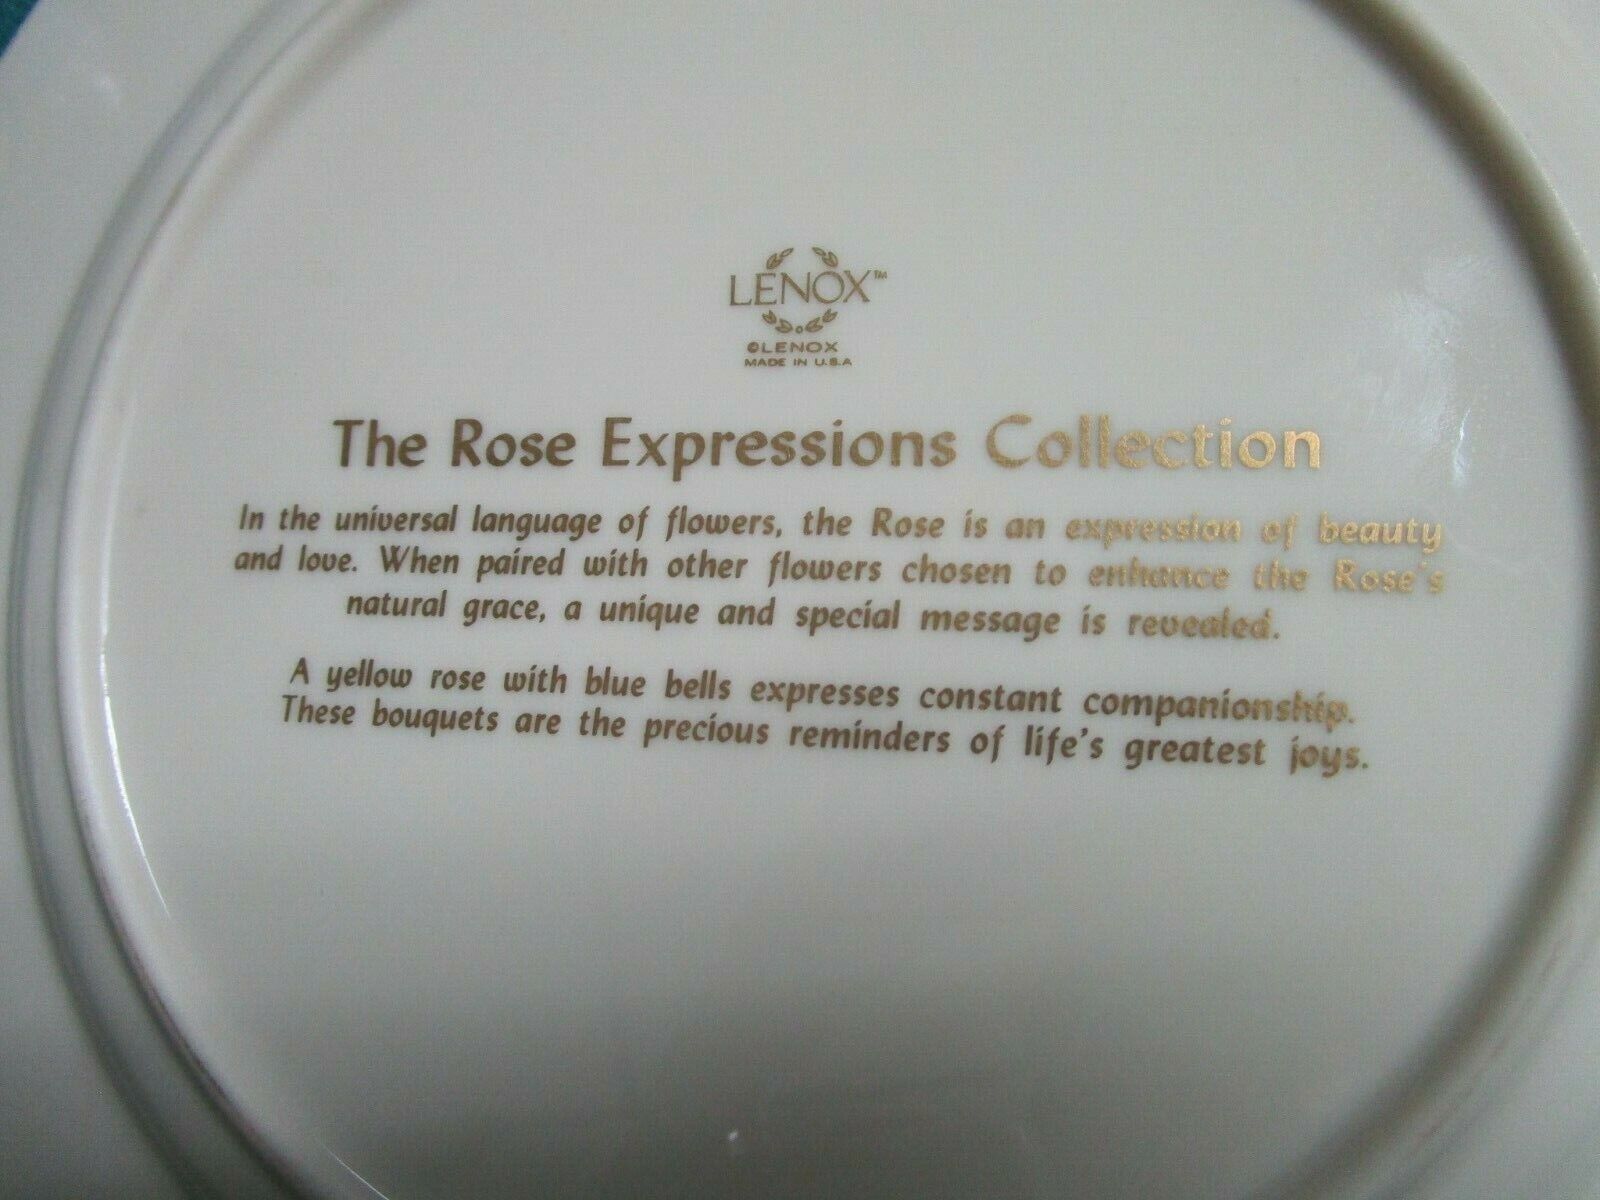 LENOX™
©LENOX
MADE IN U.S.A
The Rose Expressions Collection
In the universal language of flowers, the Rose is an expression of beauty
and love. When paired with other flowers chosen to enhance the Rose's
natural grace, a unique and special message is revealed.
A yellow rose with blue bells expresses constant companionship.
These bouquets are the precious reminders of life's greatest joys.